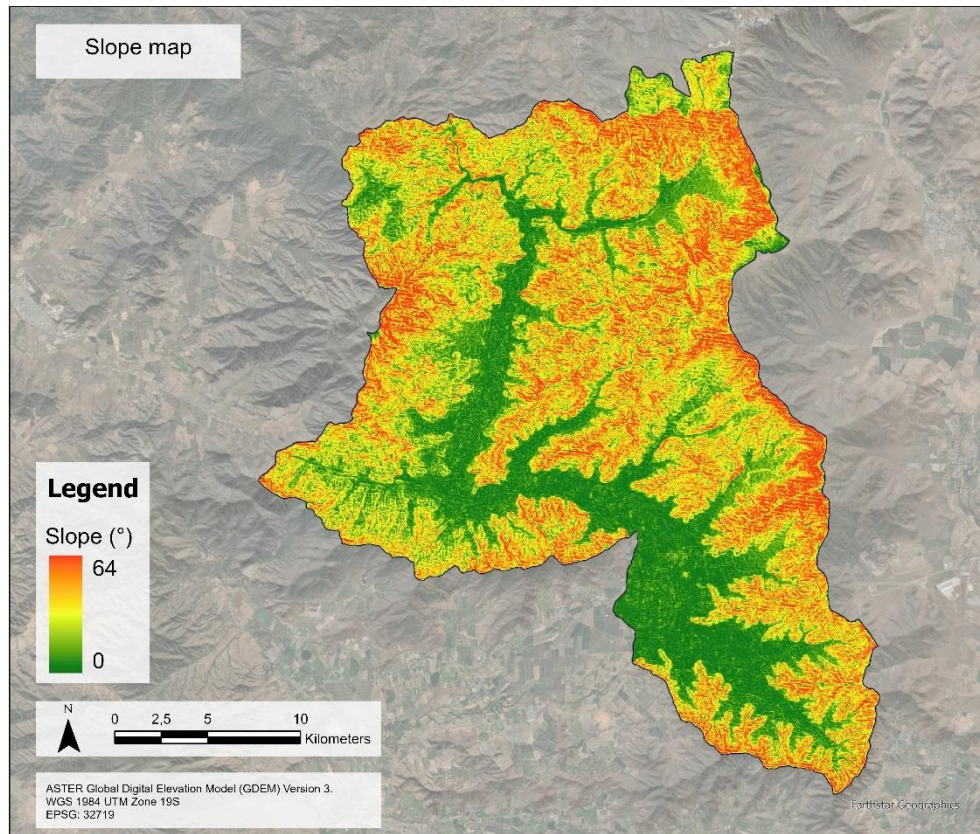 Slope map
Legend
Slope (°)
64
0
N
0 2,5 5 10
Kilometers
ASTER Global Digital Elevation Model (GDEM) Version 3.
WGS 1984 UTM Zone 19S
EPSG: 32719
Earthstar Geographics